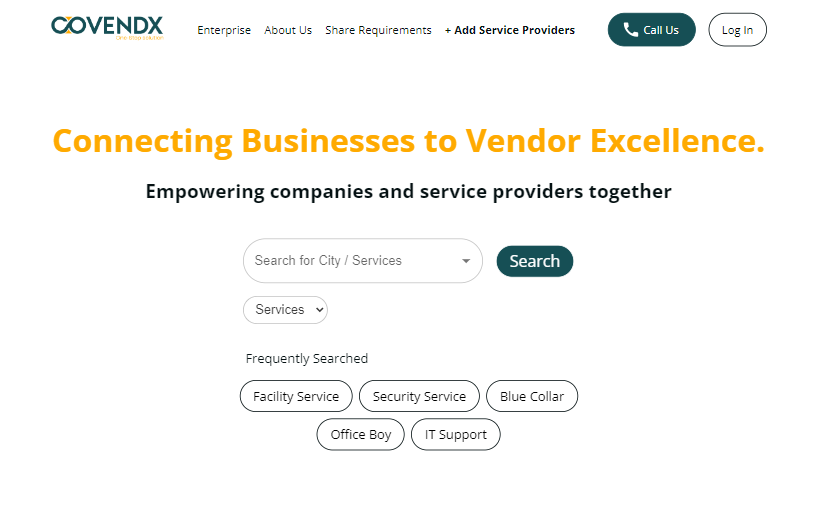 COVENDX
Enterprise About Us Share Requirements + Add Service Providers Call Us Log In
Connecting Businesses to Vendor Excellence.
Empowering companies and service providers together
Search for City / Services Search
Services
Frequently Searched
Facility Service Security Service Blue Collar
Office Boy IT Support